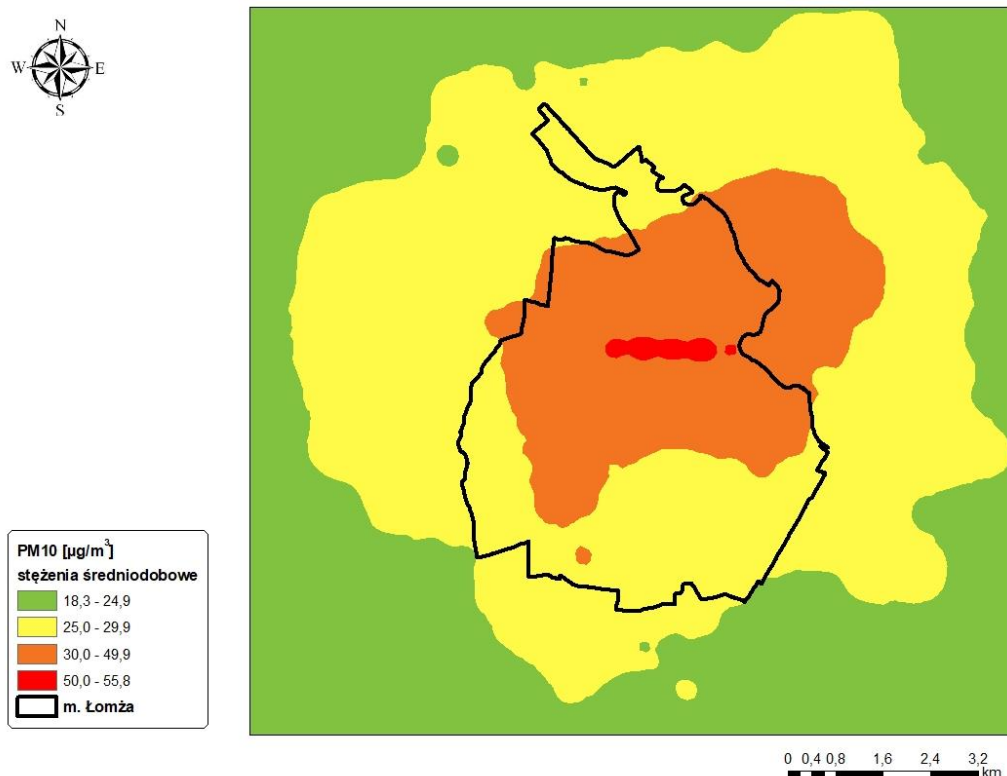 N
W E
S
PM10 [µg/m³]
stężenia średniodobowe
18,3 - 24,9
25,0 - 29,9
30,0 - 49,9
50,0 - 55,8
m. Łomża
0 0,4 0,8 1,6 2,4 3,2
km